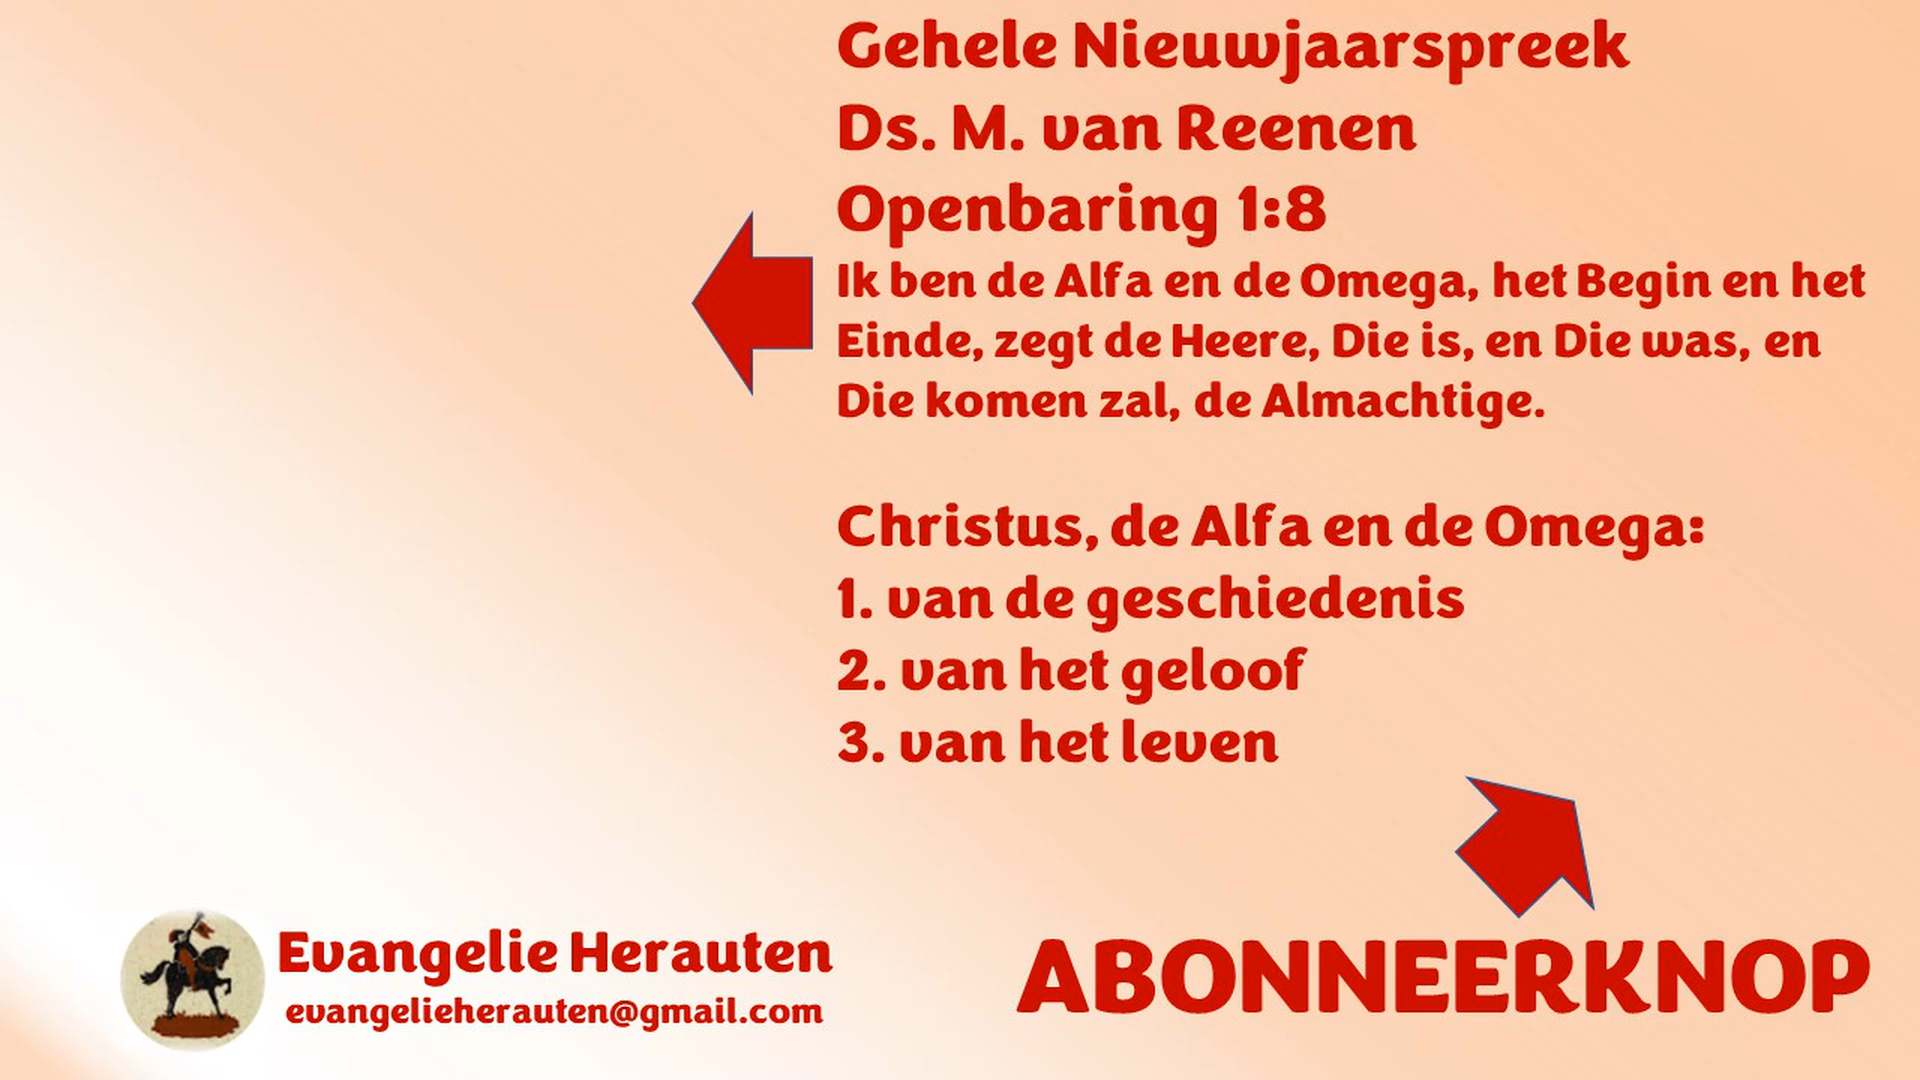 Gehele Nieuwjaarspreek
Ds. M. van Reenen
Openbaring 1:8
Ik ben de Alfa en de Omega, het Begin en het
Einde, zegt de Heere, Die is, en Die was, en
Die komen zal, de Almachtige.
Christus, de Alfa en de Omega:
1. van de geschiedenis
2. van het geloof
3. van het leven
Evangelie Herauten
evangelieherauten@gmail.com
ABONNEERKNOP